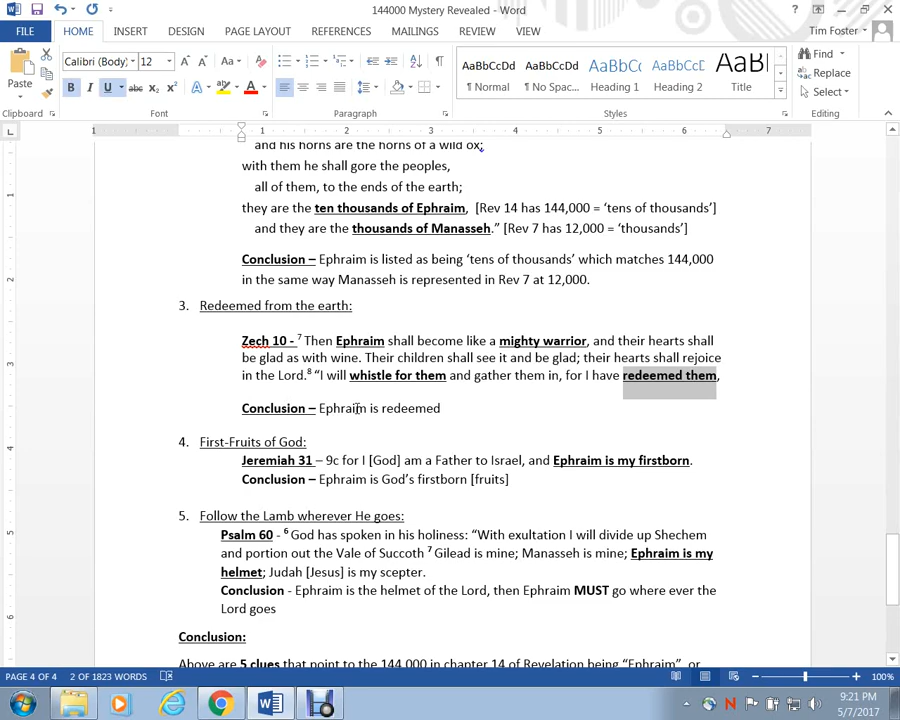 144000 Mystery Revealed - Word
FILE HOME INSERT DESIGN PAGE LAYOUT REFERENCES MAILINGS REVIEW VIEW Tim Foster
Calibri (Body) 12 Aa AaBbCcDd AaBbCcDd AaBbCc AaBbCcD AaBl Find
Replace
Paste B I U abc x₂ x² A A ¶ Normal ¶ No Spac... Heading 1 Heading 2 Title Select
Clipboard Font Paragraph Styles Editing
1 1 2 3 4 5 6 7
and his horns are the horns of a wild ox;
with them he shall gore the peoples,
all of them, to the ends of the earth;
they are the ten thousands of Ephraim, [Rev 14 has 144,000 = ‘tens of thousands’]
and they are the thousands of Manasseh.” [Rev 7 has 12,000 = ‘thousands’]
Conclusion – Ephraim is listed as being ‘tens of thousands’ which matches 144,000
in the same way Manasseh is represented in Rev 7 at 12,000.
3. Redeemed from the earth:
Zech 10 - ⁷ Then Ephraim shall become like a mighty warrior, and their hearts shall
be glad as with wine. Their children shall see it and be glad; their hearts shall rejoice
in the Lord.⁸ “I will whistle for them and gather them in, for I have redeemed them,
Conclusion – Ephraim is redeemed
4. First-Fruits of God:
Jeremiah 31 – 9c for I [God] am a Father to Israel, and Ephraim is my firstborn.
Conclusion – Ephraim is God’s firstborn [fruits]
5. Follow the Lamb wherever He goes:
Psalm 60 - ⁶ God has spoken in his holiness: “With exultation I will divide up Shechem
and portion out the Vale of Succoth ⁷ Gilead is mine; Manasseh is mine; Ephraim is my
helmet; Judah [Jesus] is my scepter.
Conclusion - Ephraim is the helmet of the Lord, then Ephraim MUST go where ever the
Lord goes
Conclusion:
Above are 5 clues that point to the 144,000 in chapter 14 of Revelation being “Ephraim”, or
PAGE 4 OF 4 2 OF 1823 WORDS 100%
9:21 PM
5/7/2017